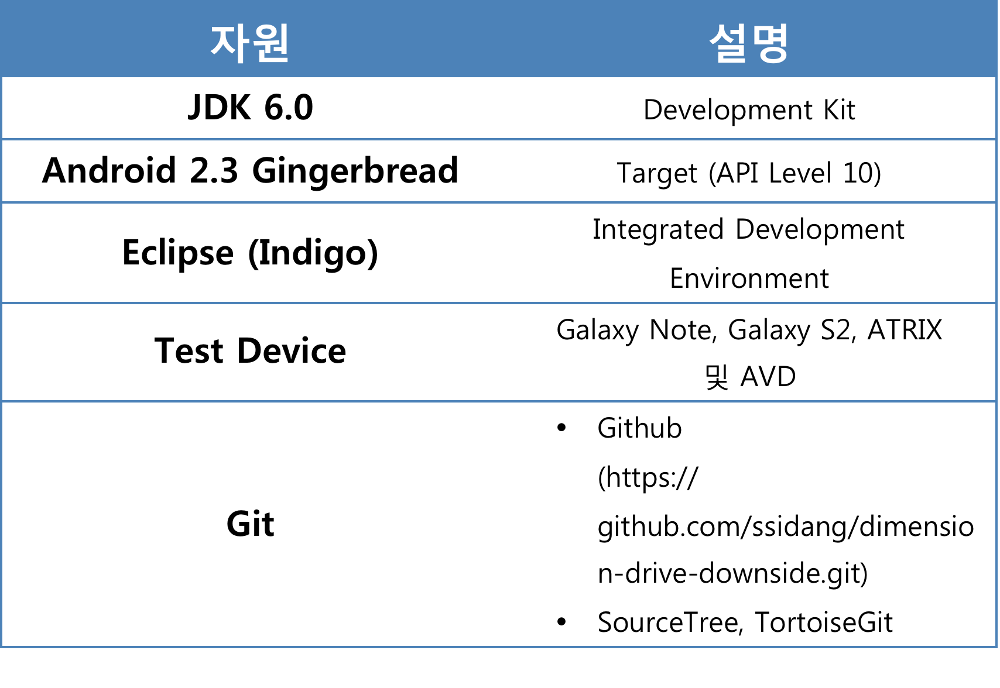 자원 설명
JDK 6.0 Development Kit
Android 2.3 Gingerbread Target (API Level 10)
Eclipse (Indigo) Integrated Development
Environment
Test Device Galaxy Note, Galaxy S2, ATRIX
및 AVD
Git
• Github
(https://
github.com/ssidang/dimensio
n-drive-downside.git)
• SourceTree, TortoiseGit